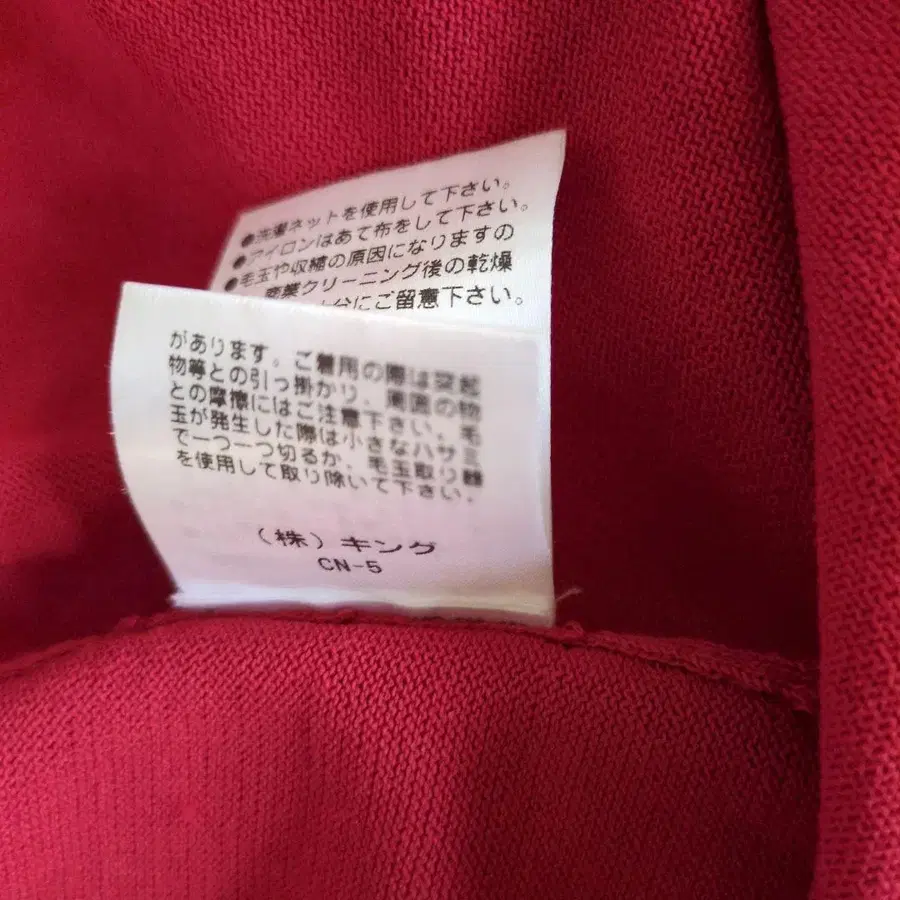 ●洗濯ネットを使用して下さい。
●アイロンはあて布をして下さい。
●毛玉や収縮の原因になりますの
商業クリーニング後の乾燥
分にご留意下さい。
があります。ご着用の際は突起
物等との引っ掛かり、周囲の物
との摩擦にはご注意下さい。毛
玉が発生した際は小さなハサミ
で一つ一つ切るか、毛玉取り器
を使用して取り除いて下さい。
(株)キング
CN-5